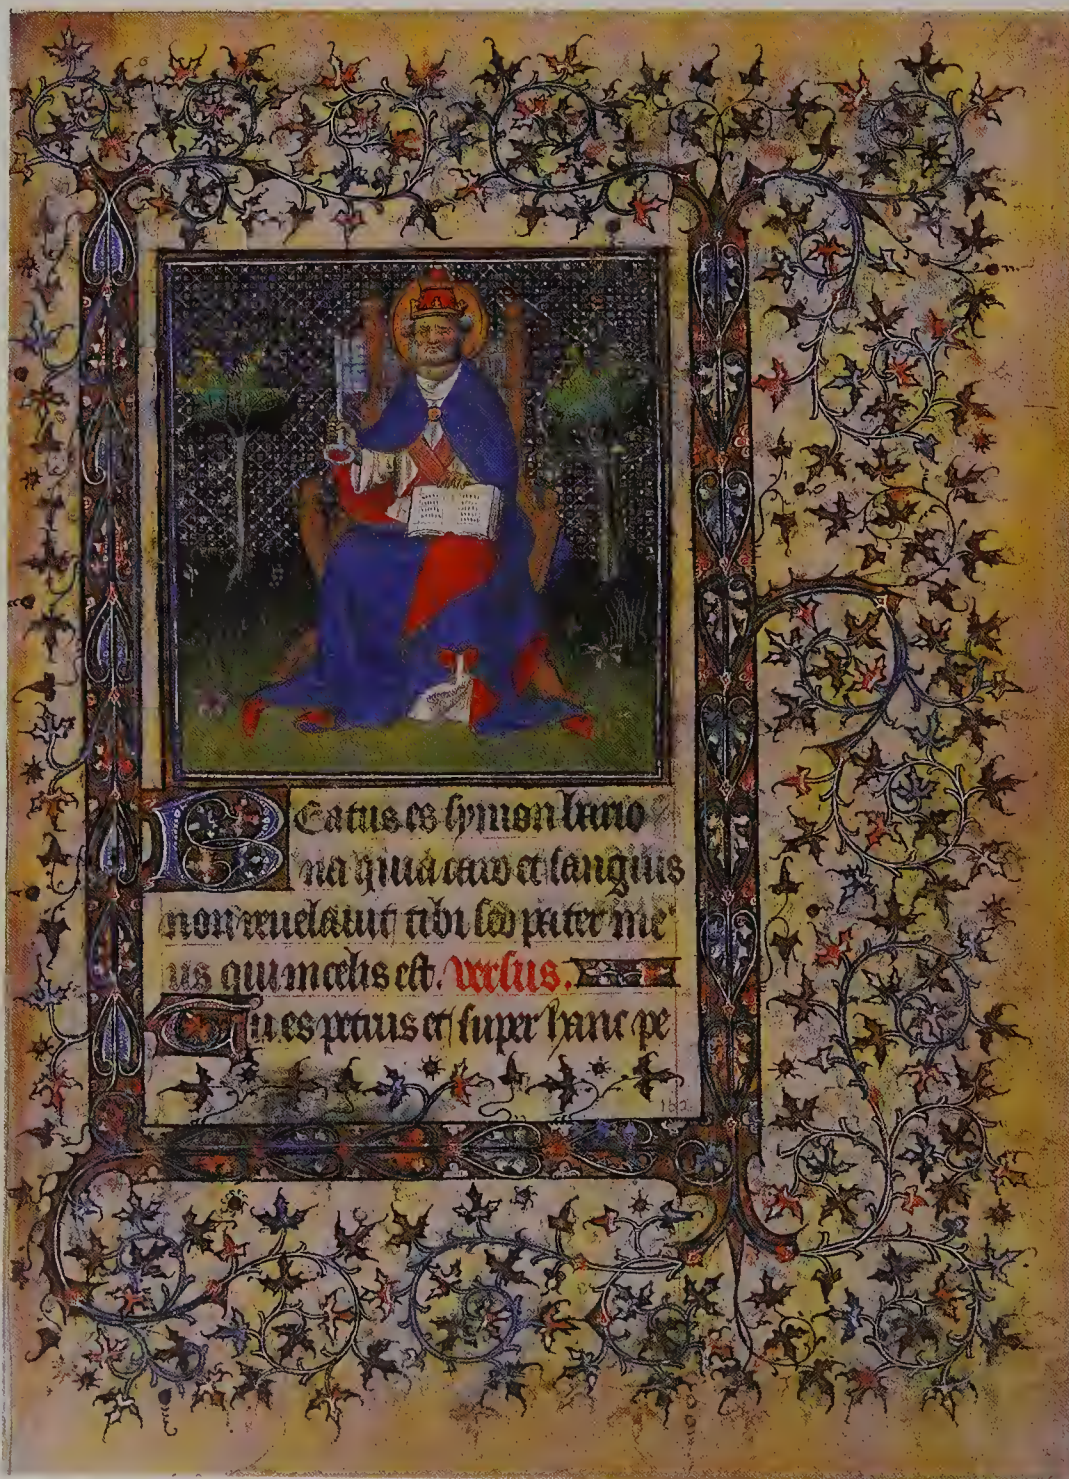 Beatus es symon bario
na quia caro et sanguis
non reuelauit tibi sed pater me
us qui in celis est. Versus.
Tu es petrus et super hanc pe